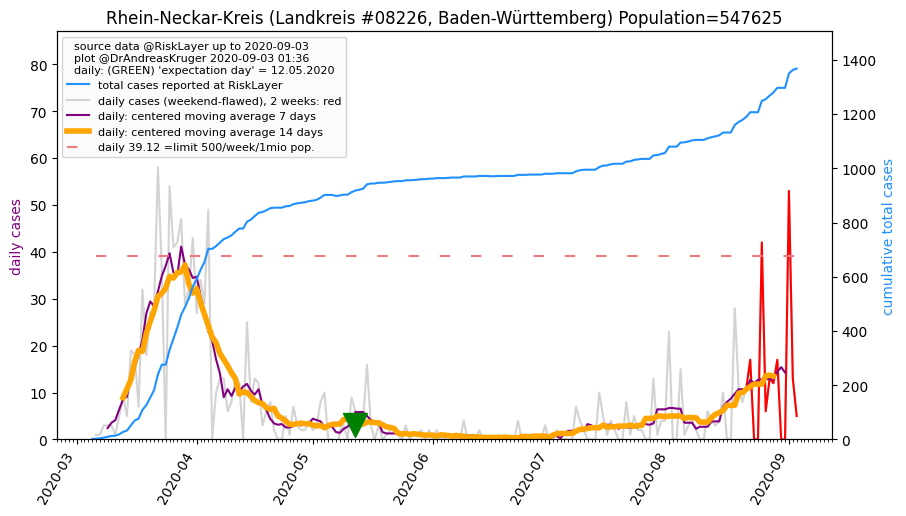 Rhein-Neckar-Kreis (Landkreis #08226, Baden-Württemberg) Population=547625
source data @RiskLayer up to 2020-09-03
plot @DrAndreasKruger 2020-09-03 01:36
daily: (GREEN) 'expectation day' = 12.05.2020
total cases reported at RiskLayer
daily cases (weekend-flawed), 2 weeks: red
daily: centered moving average 7 days
daily: centered moving average 14 days
daily 39.12 =limit 500/week/1mio pop.
daily cases
80
70
60
50
40
30
20
10
0
cumulative total cases
1400
1200
1000
800
600
400
200
0
2020-03
2020-04
2020-05
2020-06
2020-07
2020-08
2020-09